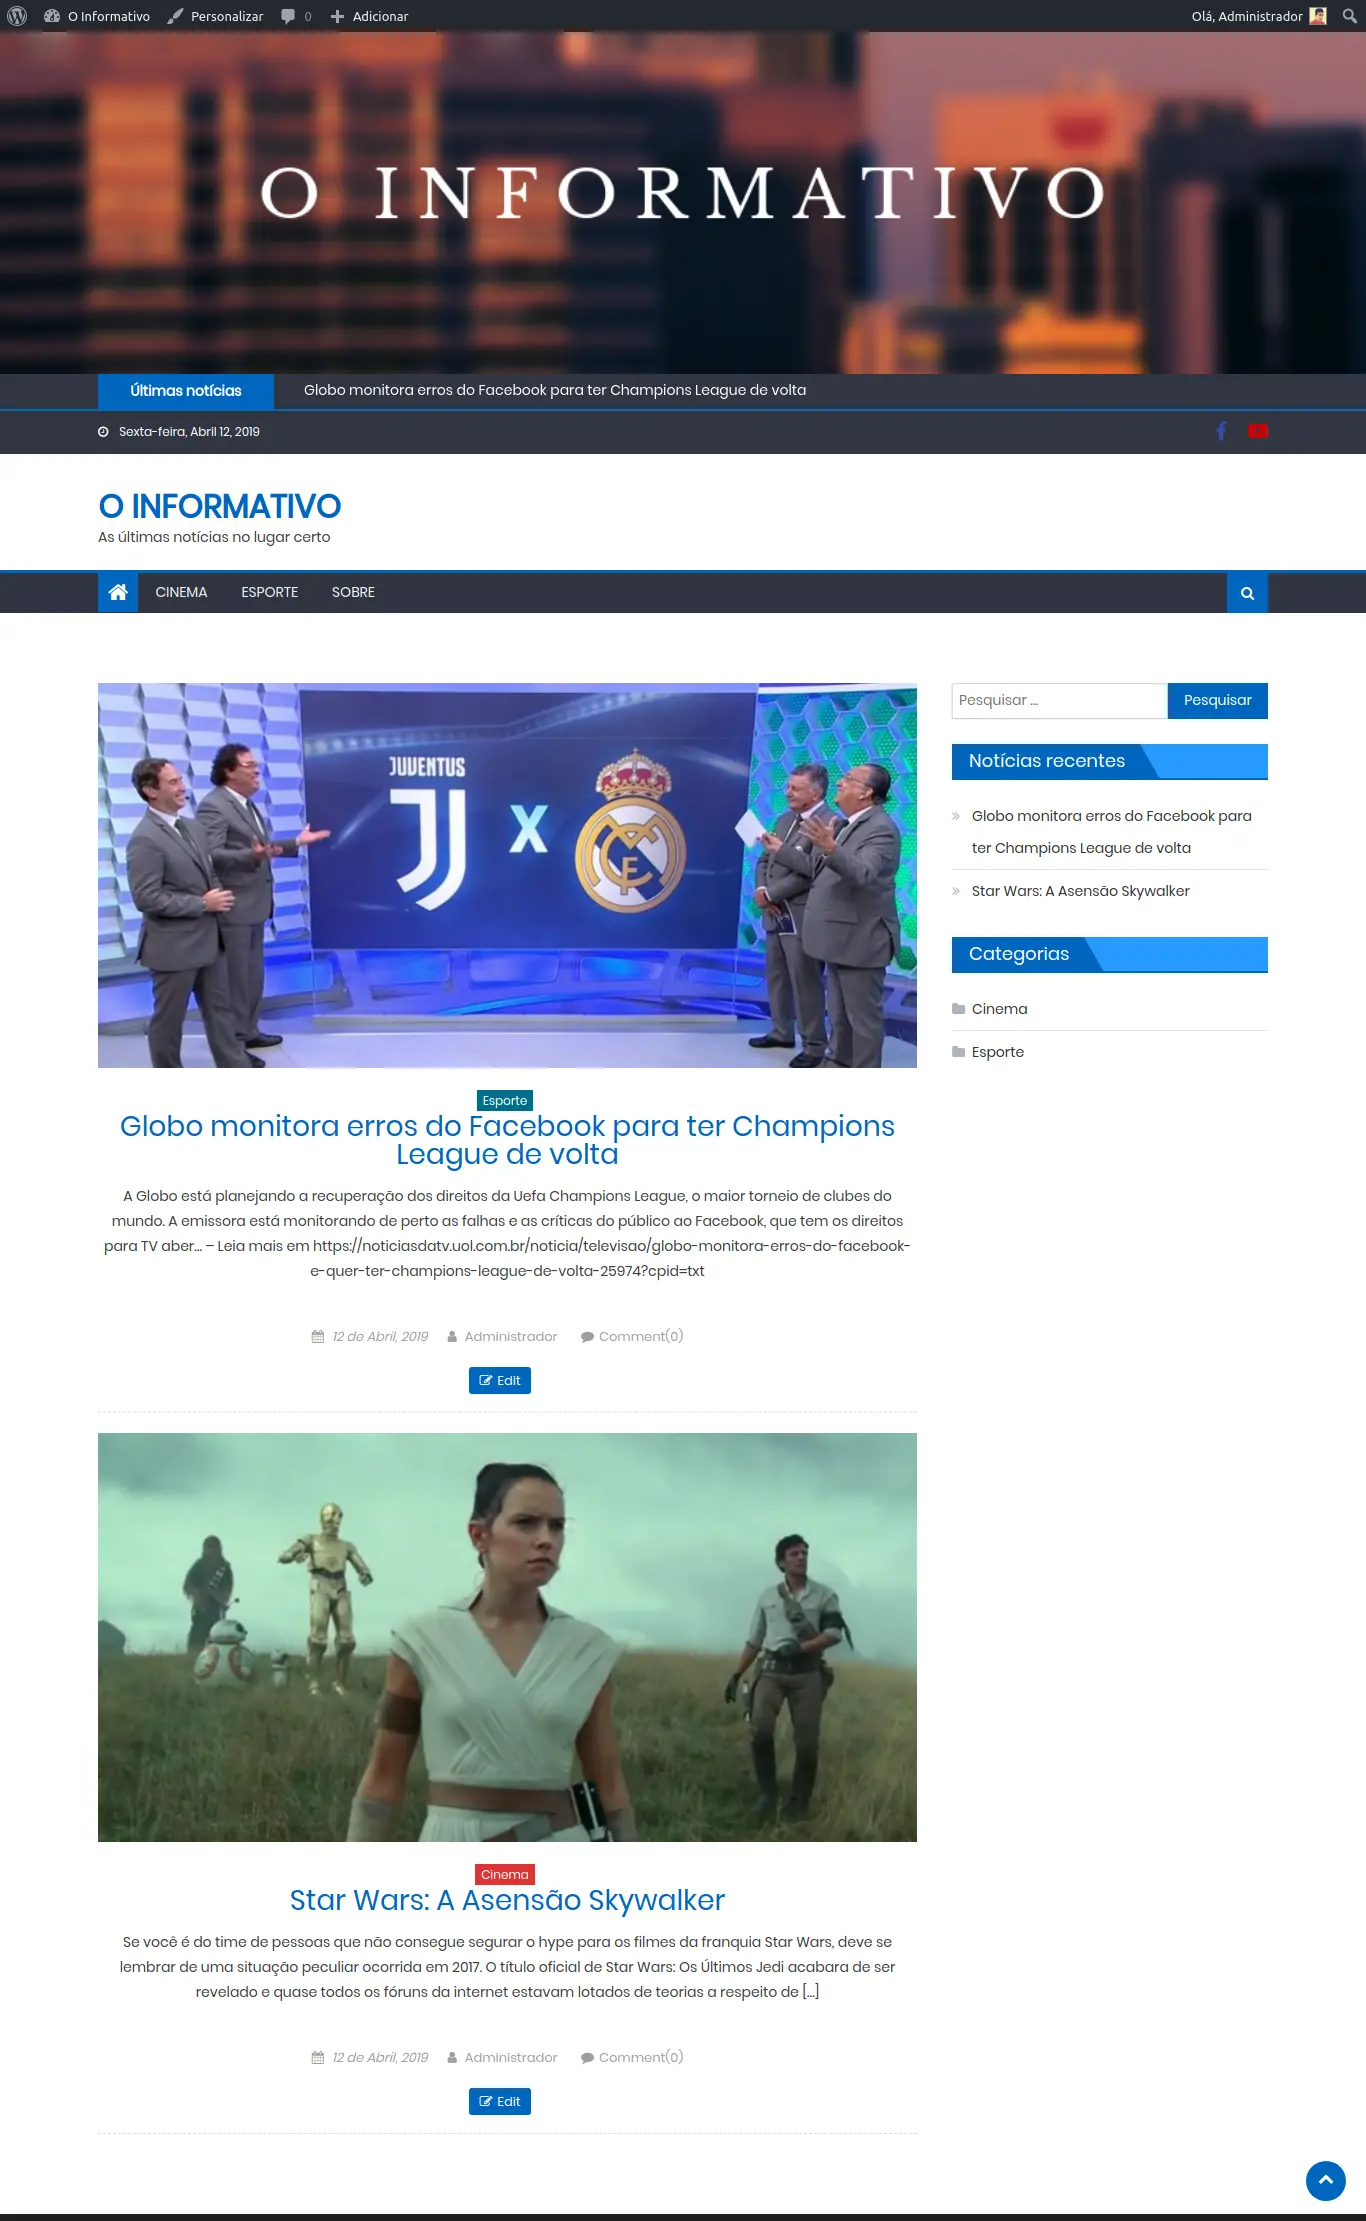 O Informativo Personalizar 0 Adicionar Olá, Administrador
O INFORMATIVO
Últimas notícias Globo monitora erros do Facebook para ter Champions League de volta
Sexta-feira, Abril 12, 2019
O INFORMATIVO
As últimas notícias no lugar certo
CINEMA ESPORTE SOBRE
JUVENTUS
X
Esporte
Globo monitora erros do Facebook para ter Champions
League de volta
A Globo está planejando a recuperação dos direitos da Uefa Champions League, o maior torneio de clubes do
mundo. A emissora está monitorando de perto as falhas e as críticas do público ao Facebook, que tem os direitos
para TV aber... – Leia mais em https://noticiasdatv.uol.com.br/noticia/televisao/globo-monitora-erros-do-facebook-
e-quer-ter-champions-league-de-volta-25974?cpid=txt
12 de Abril, 2019 Administrador Comment(0)
Edit
Cinema
Star Wars: A Asensão Skywalker
Se você é do time de pessoas que não consegue segurar o hype para os filmes da franquia Star Wars, deve se
lembrar de uma situação peculiar ocorrida em 2017. O título oficial de Star Wars: Os Últimos Jedi acabara de ser
revelado e quase todos os fóruns da internet estavam lotados de teorias a respeito de [...]
12 de Abril, 2019 Administrador Comment(0)
Edit
Pesquisar ... Pesquisar
Notícias recentes
Globo monitora erros do Facebook para
ter Champions League de volta
Star Wars: A Asensão Skywalker
Categorias
Cinema
Esporte